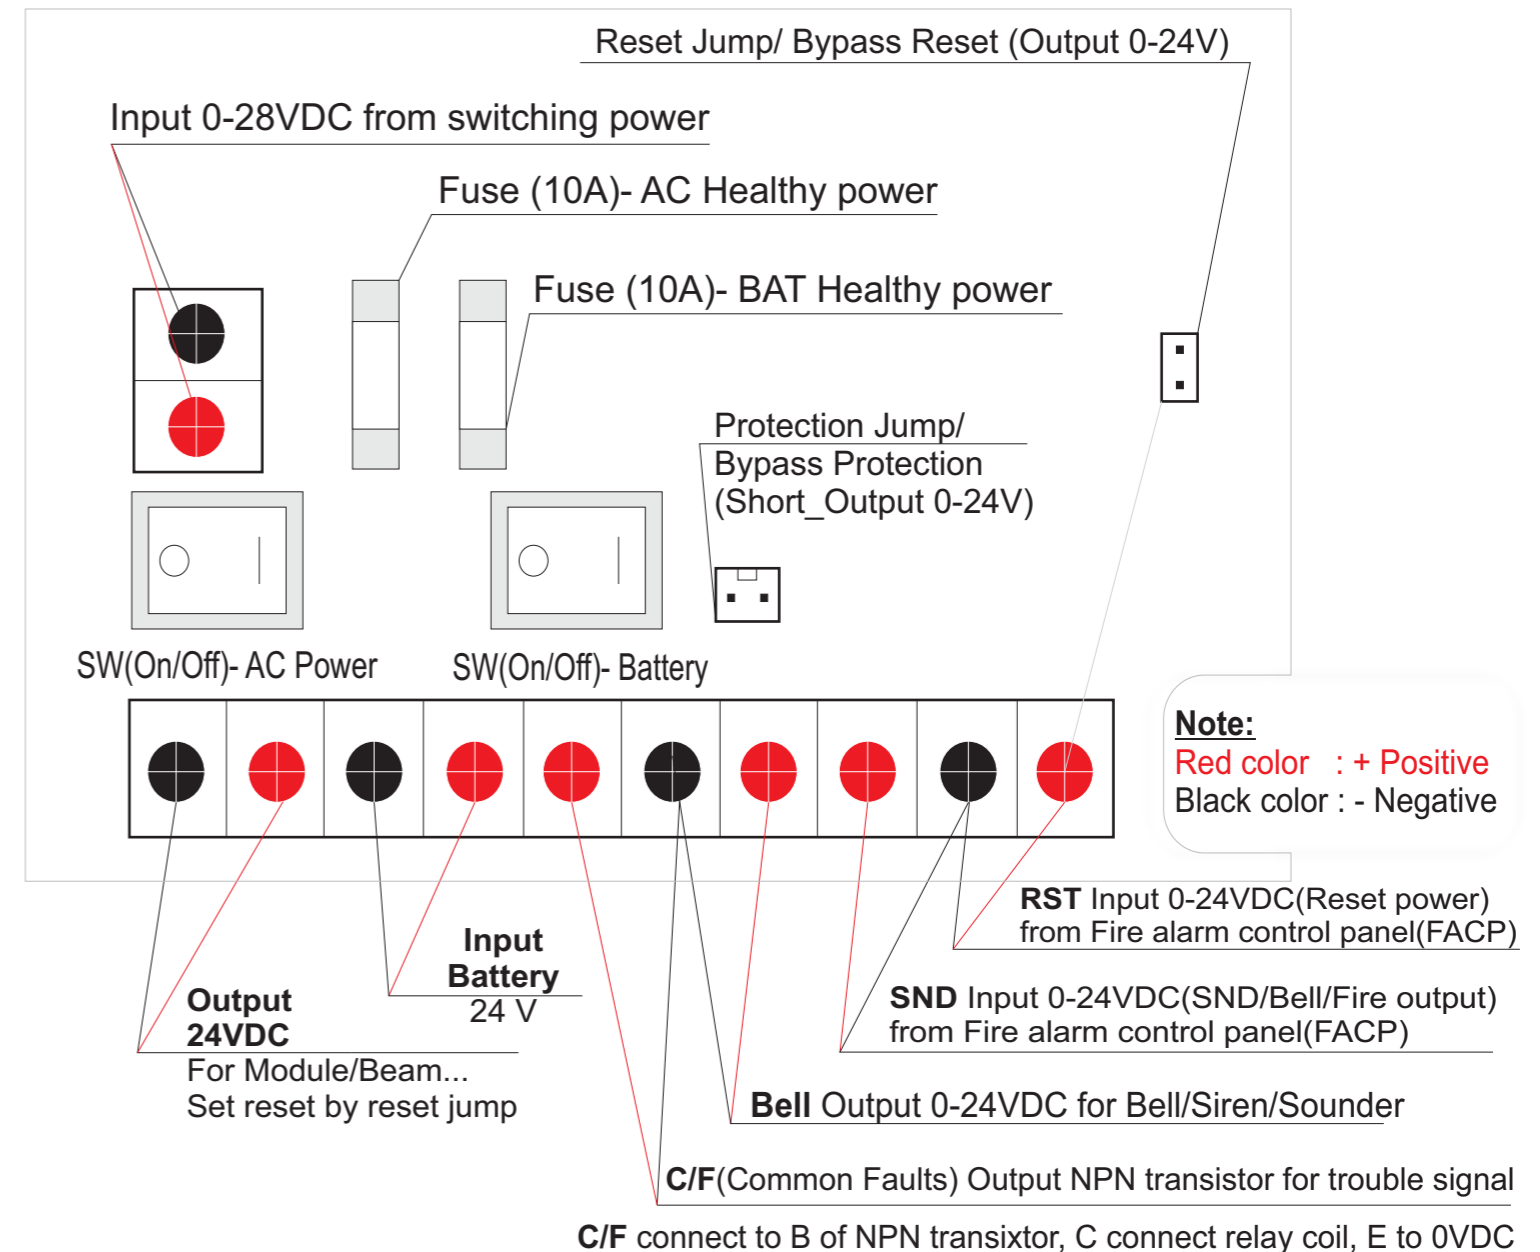 Reset Jump/ Bypass Reset (Output 0-24V)
Input 0-28VDC from switching power
Fuse (10A)- AC Healthy power
Fuse (10A)- BAT Healthy power
Protection Jump/
Bypass Protection
(Short_Output 0-24V)
SW(On/Off)- AC Power
SW(On/Off)- Battery
Note:
Red color : + Positive
Black color : - Negative
RST Input 0-24VDC(Reset power)
from Fire alarm control panel(FACP)
Input
Battery
24 V
SND Input 0-24VDC(SND/Bell/Fire output)
from Fire alarm control panel(FACP)
Output
24VDC
For Module/Beam...
Set reset by reset jump
Bell Output 0-24VDC for Bell/Siren/Sounder
C/F(Common Faults) Output NPN transistor for trouble signal
C/F connect to B of NPN transixtor, C connect relay coil, E to 0VDC